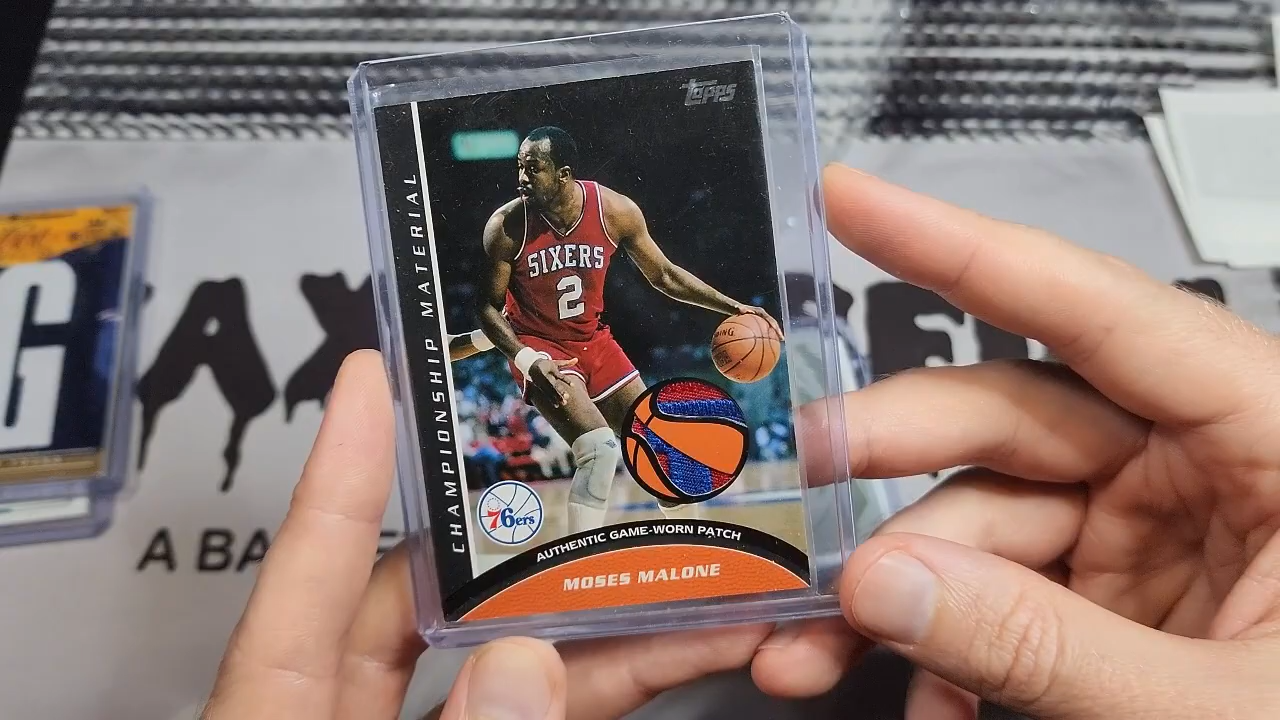 Topps
CHAMPIONSHIP MATERIAL
SIXERS
2
76ers
AUTHENTIC GAME-WORN PATCH
MOSES MALONE
G
A BA